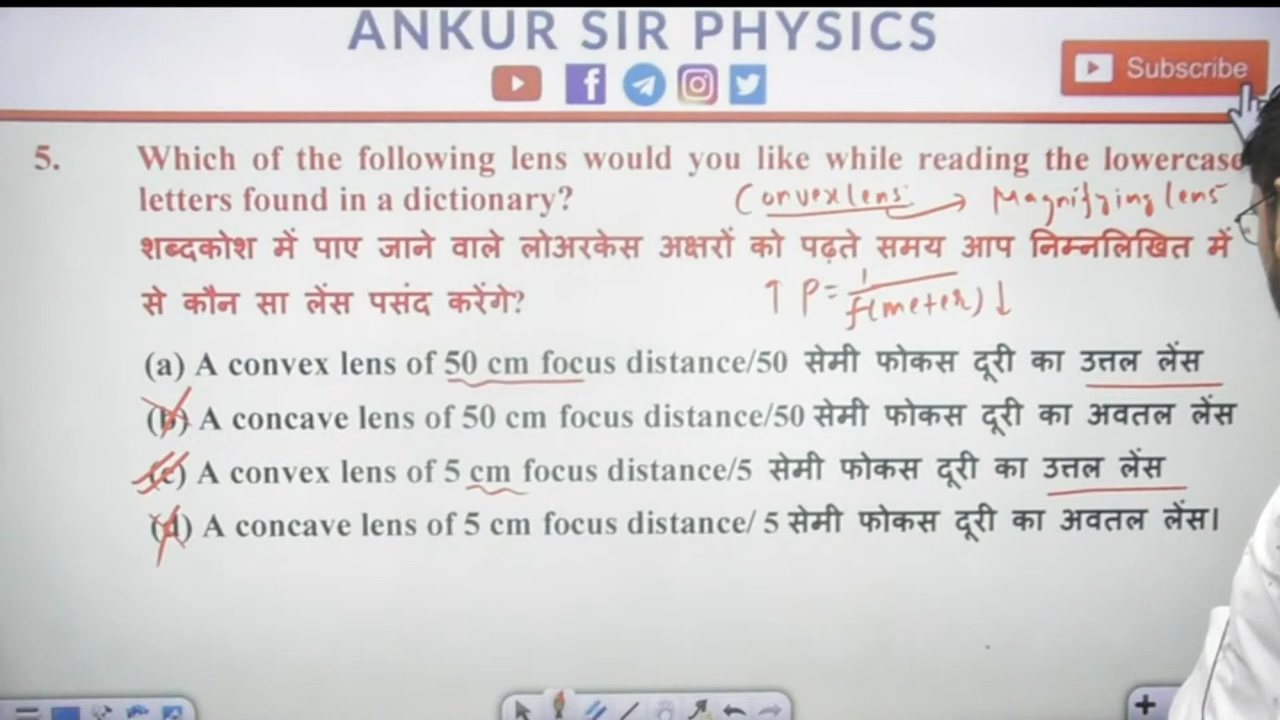 ANKUR SIR PHYSICS
Subscribe
5. Which of the following lens would you like while reading the lowercase
letters found in a dictionary?
Convex lens → Magnifying lens
शब्दकोश में पाए जाने वाले लोअरकेस अक्षरों को पढ़ते समय आप निम्नलिखित में
से कौन सा लेंस पसंद करेंगे?
↑ P = 1/f(meter) ↓
(a) A convex lens of 50 cm focus distance/50 सेमी फोकस दूरी का उत्तल लेंस
(b) A concave lens of 50 cm focus distance/50 सेमी फोकस दूरी का अवतल लेंस
(c) A convex lens of 5 cm focus distance/5 सेमी फोकस दूरी का उत्तल लेंस
(d) A concave lens of 5 cm focus distance/ 5 सेमी फोकस दूरी का अवतल लेंस।